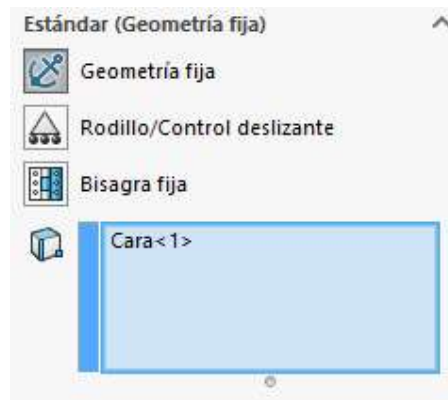 Estándar (Geometría fija)
Geometría fija
Rodillo/Control deslizante
Bisagra fija
Cara<1>